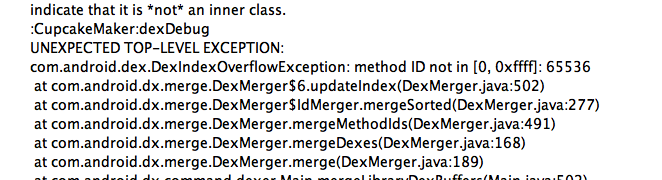 indicate that it is *not* an inner class.
:CupcakeMaker:dexDebug
UNEXPECTED TOP-LEVEL EXCEPTION:
com.android.dex.DexIndexOverflowException: method ID not in [0, 0xffff]: 65536
at com.android.dx.merge.DexMerger$6.updateIndex(DexMerger.java:502)
at com.android.dx.merge.DexMerger$IdMerger.mergeSorted(DexMerger.java:277)
at com.android.dx.merge.DexMerger.mergeMethodIds(DexMerger.java:491)
at com.android.dx.merge.DexMerger.mergeDexes(DexMerger.java:168)
at com.android.dx.merge.DexMerger.merge(DexMerger.java:189)
at com.android.dx.command.dexer.Main.mergeLibraryDexBuffers(Main.java:502)